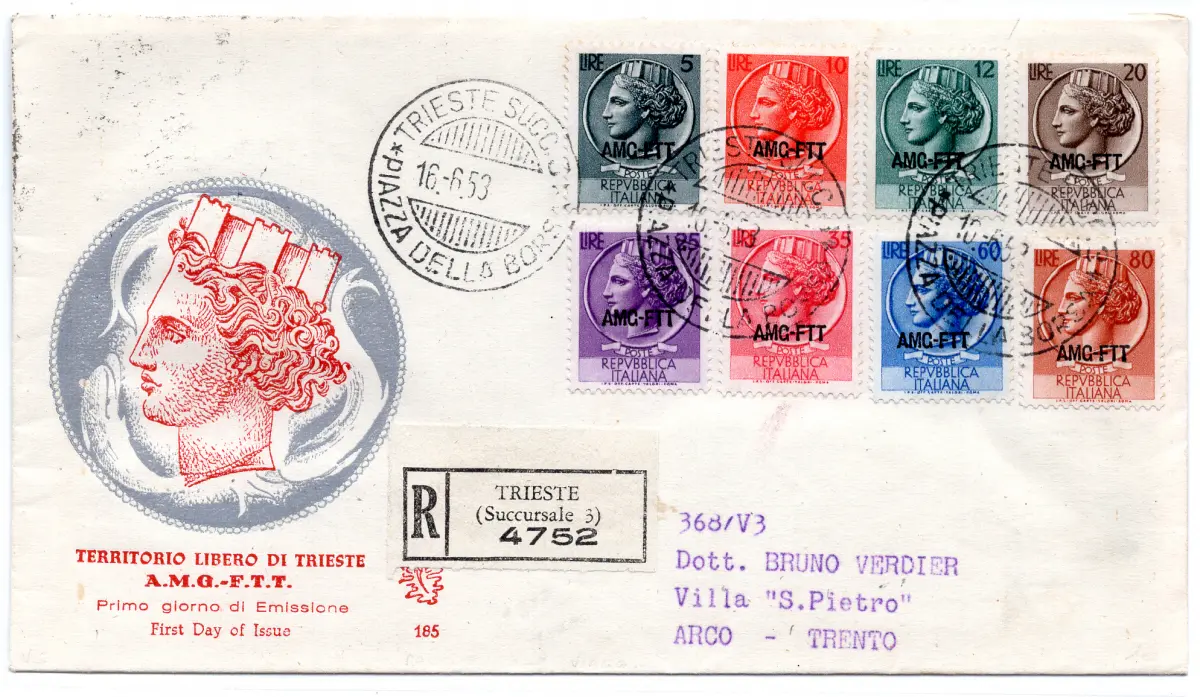 LIRE 5
AMG-FTT
POSTE
REPVBBLICA
ITALIANA
LIRE 10
AMG-FTT
POSTE
REPVBBLICA
ITALIANA
LIRE 12
AMG-FTT
POSTE
REPVBBLICA
ITALIANA
LIRE 20
AMG-FTT
POSTE
REPVBBLICA
ITALIANA
TRIESTE SUCC.
16.-6.53
*PIAZZA DELLA BORS
LIRE 25
AMG-FTT
POSTE
REPVBBLICA
ITALIANA
LIRE 35
AMG-FTT
POSTE
REPVBBLICA
ITALIANA
LIRE 60
AMG-FTT
POSTE
REPVBBLICA
ITALIANA
LIRE 80
AMG-FTT
POSTE
REPVBBLICA
ITALIANA
R
TRIESTE
(Succursale 3)
4752
368/V3
Dott. BRUNO VERDIER
Villa "S.Pietro"
ARCO - TRENTO
TERRITORIO LIBERO DI TRIESTE
A.M.G.-F.T.T.
Primo giorno di Emissione
First Day of Issue
185